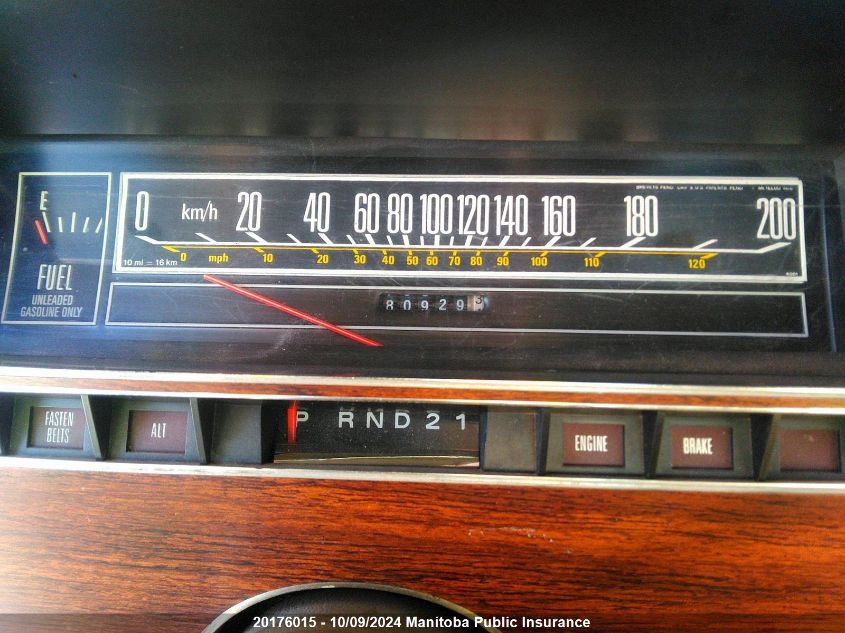 E
FUEL
UNLEADED
GASOLINE ONLY
0 km/h 20 40 60 80 100 120 140 160 180 200
0 mph 10 20 30 40 50 60 70 80 90 100 110 120
10 mi = 16 km
80929 3
FASTEN
BELTS
ALT
P R N D 2 1
ENGINE
BRAKE
20176015 - 10/09/2024 Manitoba Public Insurance